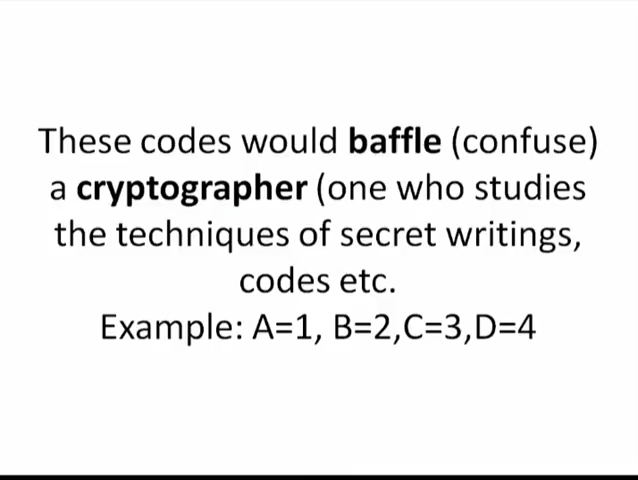 These codes would baffle (confuse)
a cryptographer (one who studies
the techniques of secret writings,
codes etc.
Example: A=1, B=2,C=3,D=4